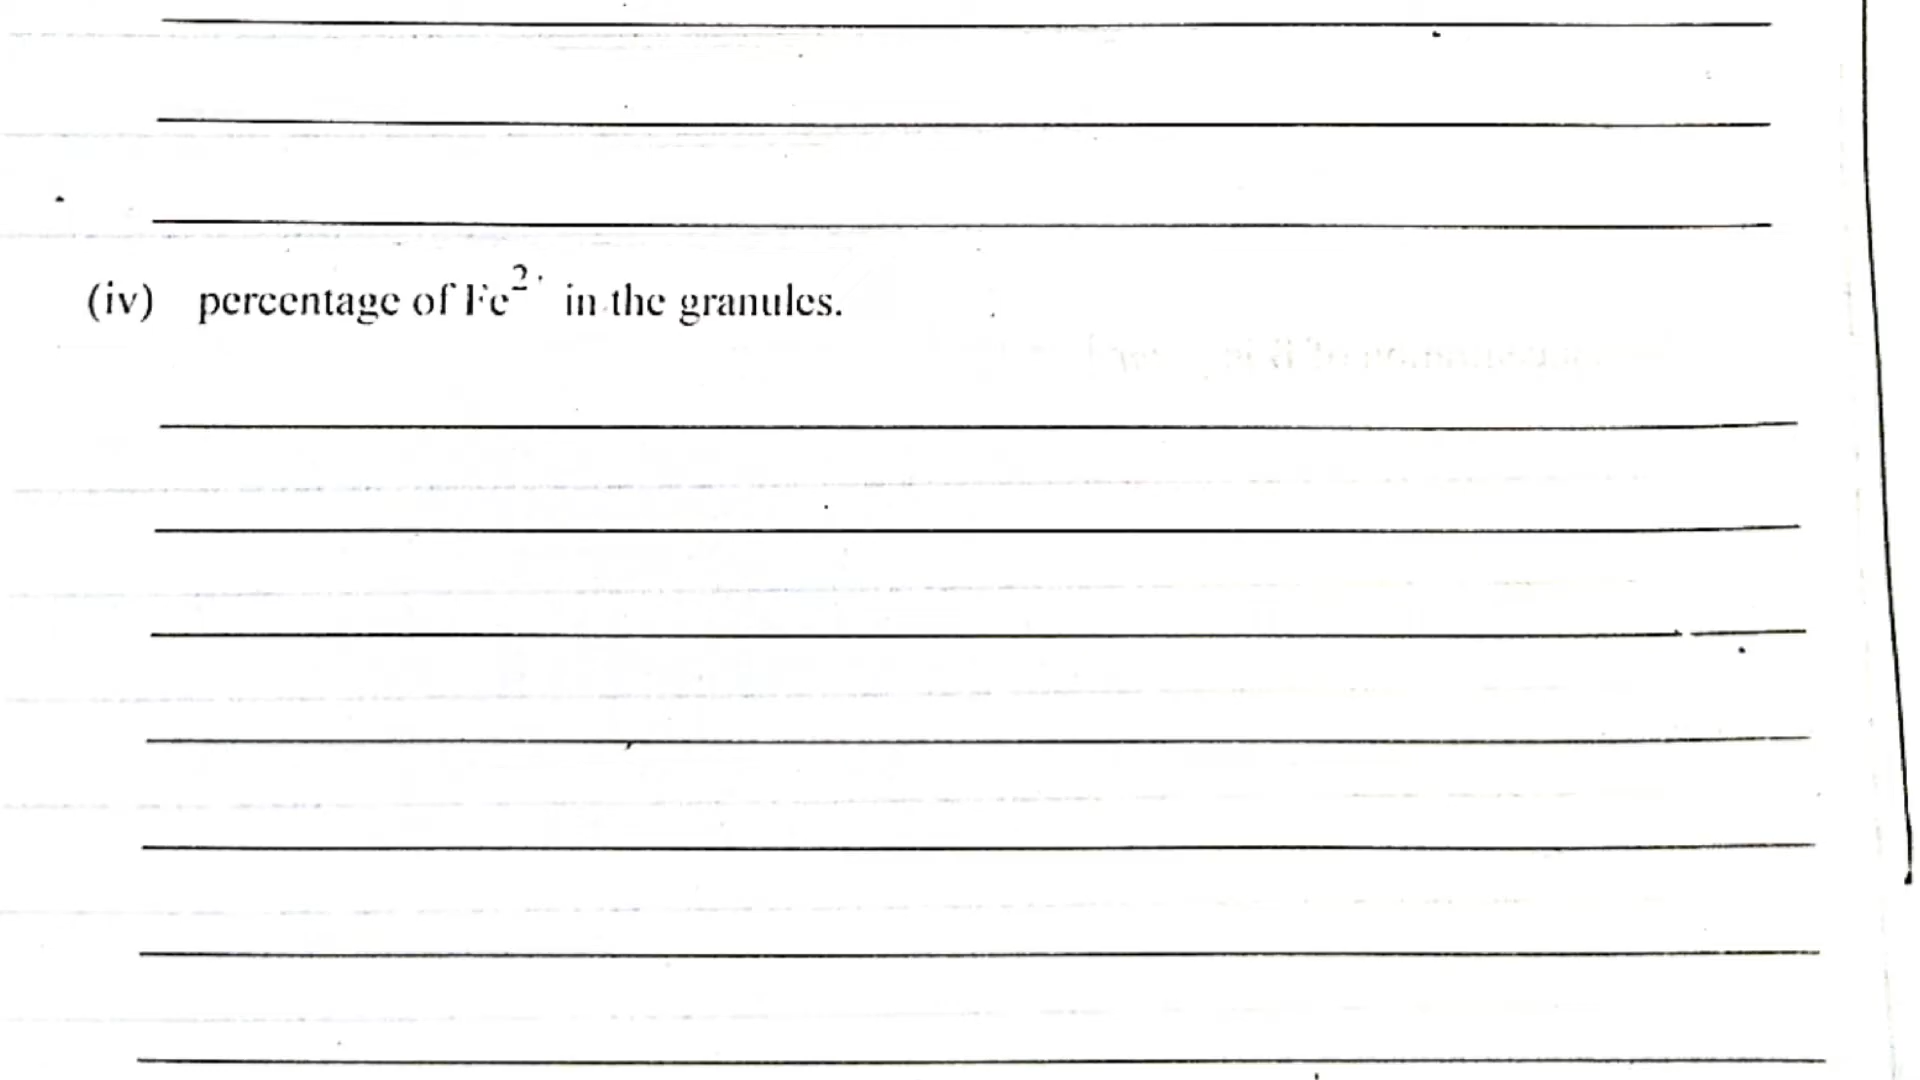 (iv) percentage of Fe²⁺ in the granules.